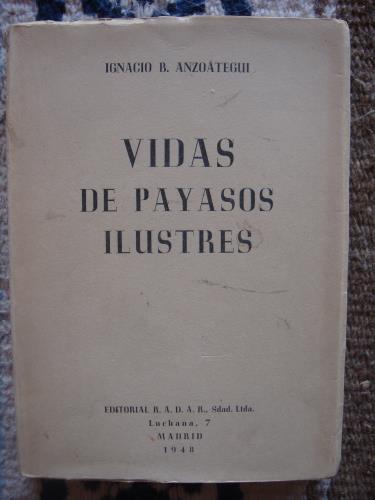 IGNACIO B. ANZOÁTEGUI
VIDAS
DE PAYASOS
ILUSTRES
EDITORIAL R. A. D. A. R., Sdad. Ltda.
Luchana, 7
MADRID
1948